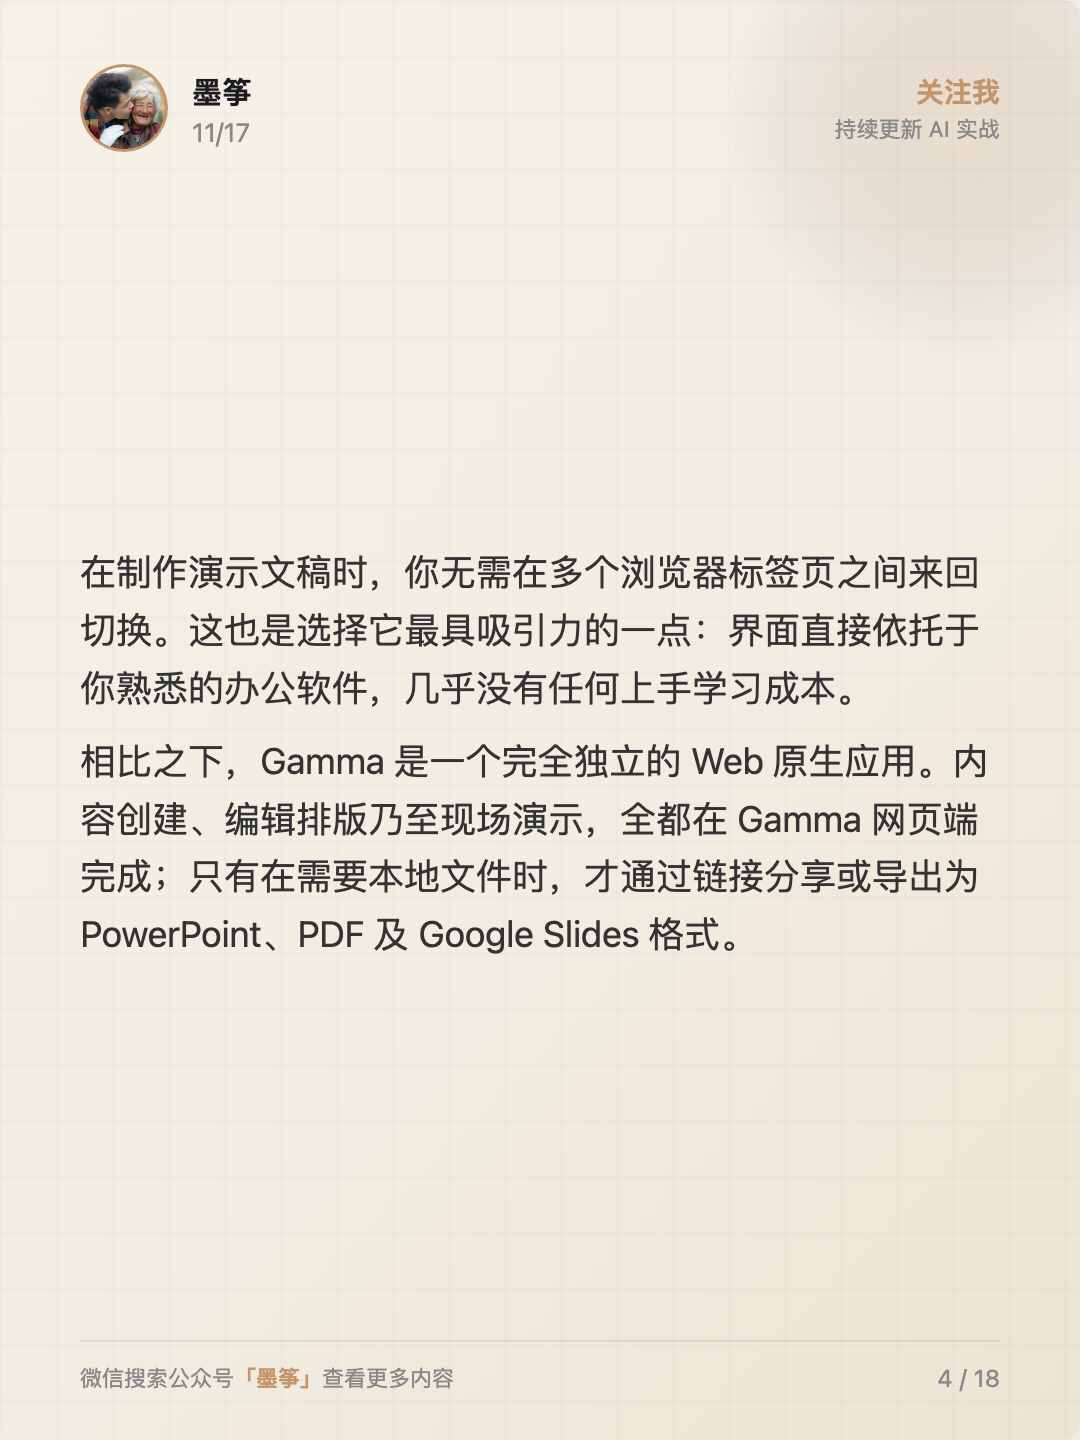 墨筝
11/17
关注我
持续更新 AI 实战
在制作演示文稿时，你无需在多个浏览器标签页之间来回
切换。这也是选择它最具吸引力的一点：界面直接依托于
你熟悉的办公软件，几乎没有任何上手学习成本。
相比之下，Gamma 是一个完全独立的 Web 原生应用。内
容创建、编辑排版乃至现场演示，全都在 Gamma 网页端
完成；只有在需要本地文件时，才通过链接分享或导出为
PowerPoint、PDF 及 Google Slides 格式。
微信搜索公众号「墨筝」查看更多内容
4 / 18